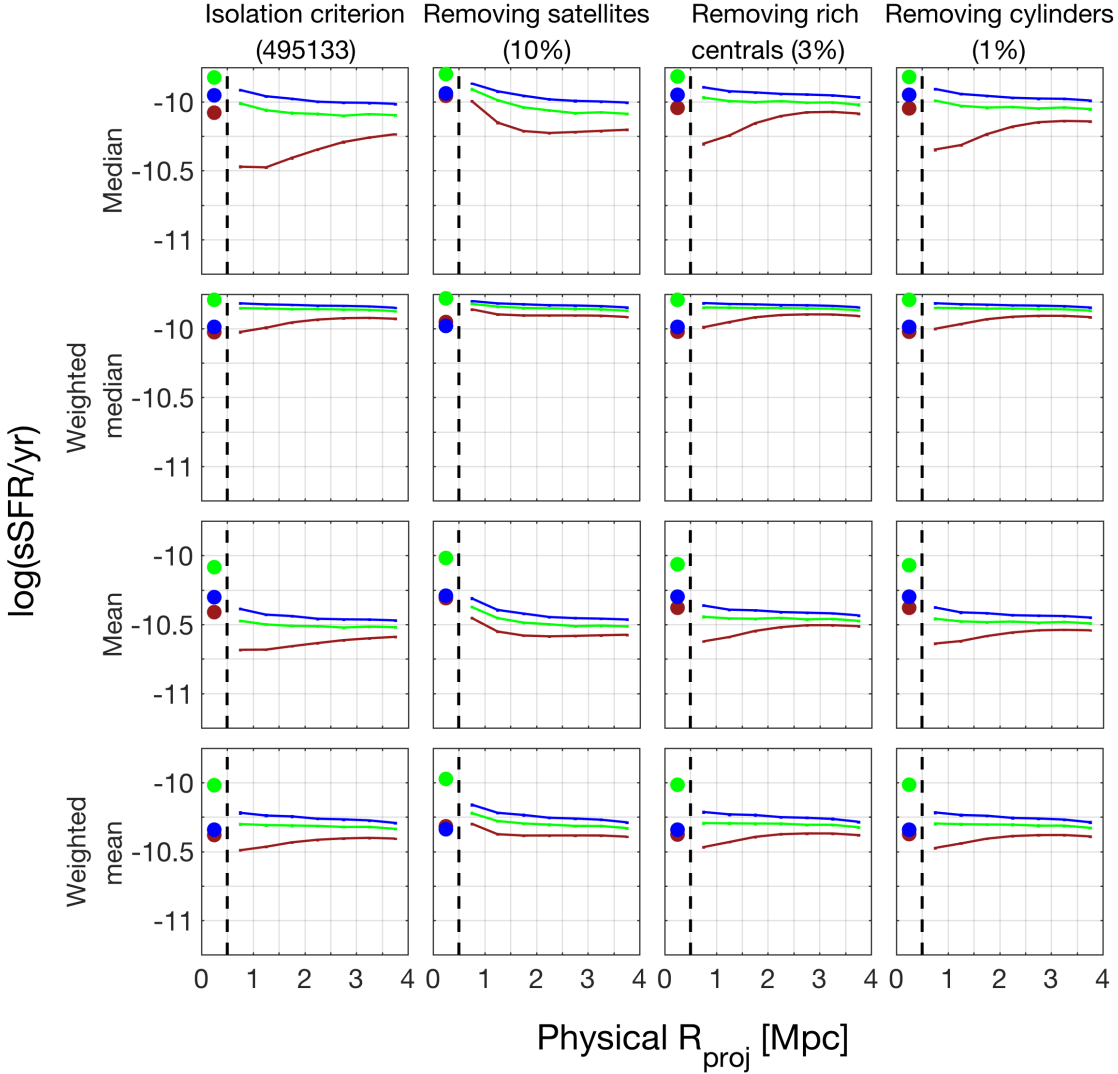 Isolation criterion
(495133)
Removing satellites
(10%)
Removing rich
centrals (3%)
Removing cylinders
(1%)
log(sSFR/yr)
Median
-10
-10.5
-11
Weighted
median
-10
-10.5
-11
Mean
-10
-10.5
-11
Weighted
mean
-10
-10.5
-11
0 1 2 3 4
0 1 2 3 4
0 1 2 3 4
0 1 2 3 4
Physical Rproj [Mpc]